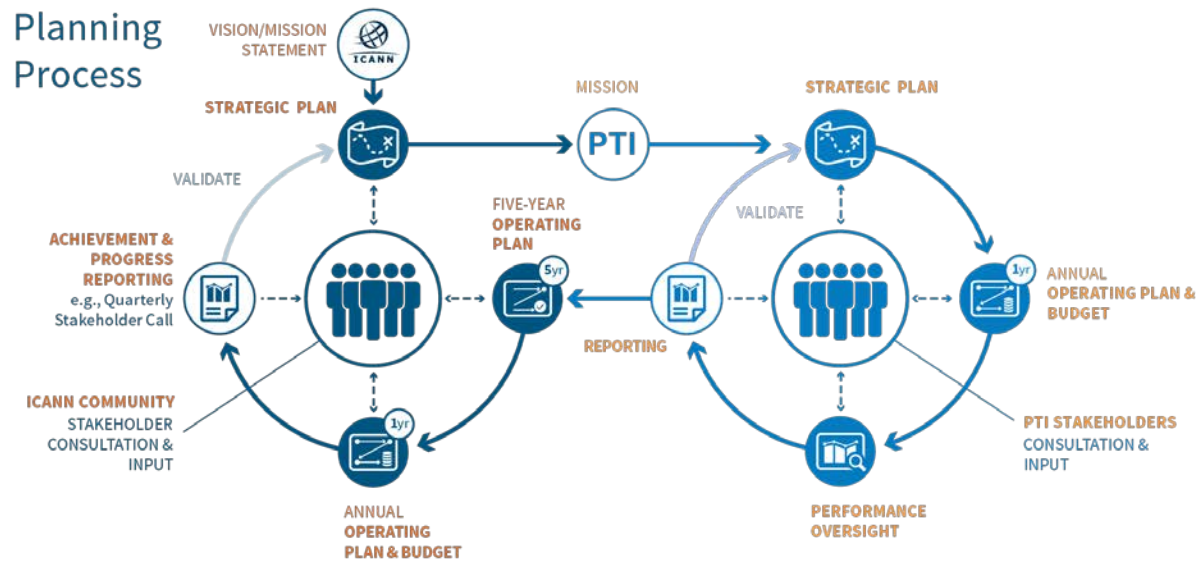 Planning
Process
VISION/MISSION
STATEMENT
ICANN
STRATEGIC PLAN
MISSION
PTI
STRATEGIC PLAN
VALIDATE
VALIDATE
FIVE-YEAR
OPERATING
PLAN
5yr
ACHIEVEMENT &
PROGRESS
REPORTING
e.g., Quarterly
Stakeholder Call
1yr
ANNUAL
OPERATING PLAN &
BUDGET
REPORTING
ICANN COMMUNITY
STAKEHOLDER
CONSULTATION &
INPUT
1yr
ANNUAL
OPERATING
PLAN & BUDGET
PTI STAKEHOLDERS
CONSULTATION &
INPUT
PERFORMANCE
OVERSIGHT